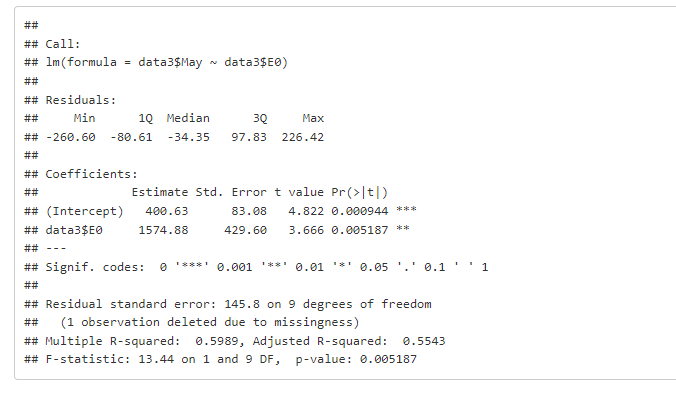 ##
## Call:
## lm(formula = data3$May ~ data3$E0)
##
## Residuals:
##     Min      1Q  Median      3Q     Max
## -260.60  -80.61  -34.35   97.83  226.42
##
## Coefficients:
##             Estimate Std. Error t value Pr(>|t|)
## (Intercept)   400.63      83.08   4.822 0.000944 ***
## data3$E0     1574.88     429.60   3.666 0.005187 **
## ---
## Signif. codes:  0 '***' 0.001 '**' 0.01 '*' 0.05 '.' 0.1 ' ' 1
##
## Residual standard error: 145.8 on 9 degrees of freedom
##   (1 observation deleted due to missingness)
## Multiple R-squared:  0.5989, Adjusted R-squared:  0.5543
## F-statistic: 13.44 on 1 and 9 DF,  p-value: 0.005187